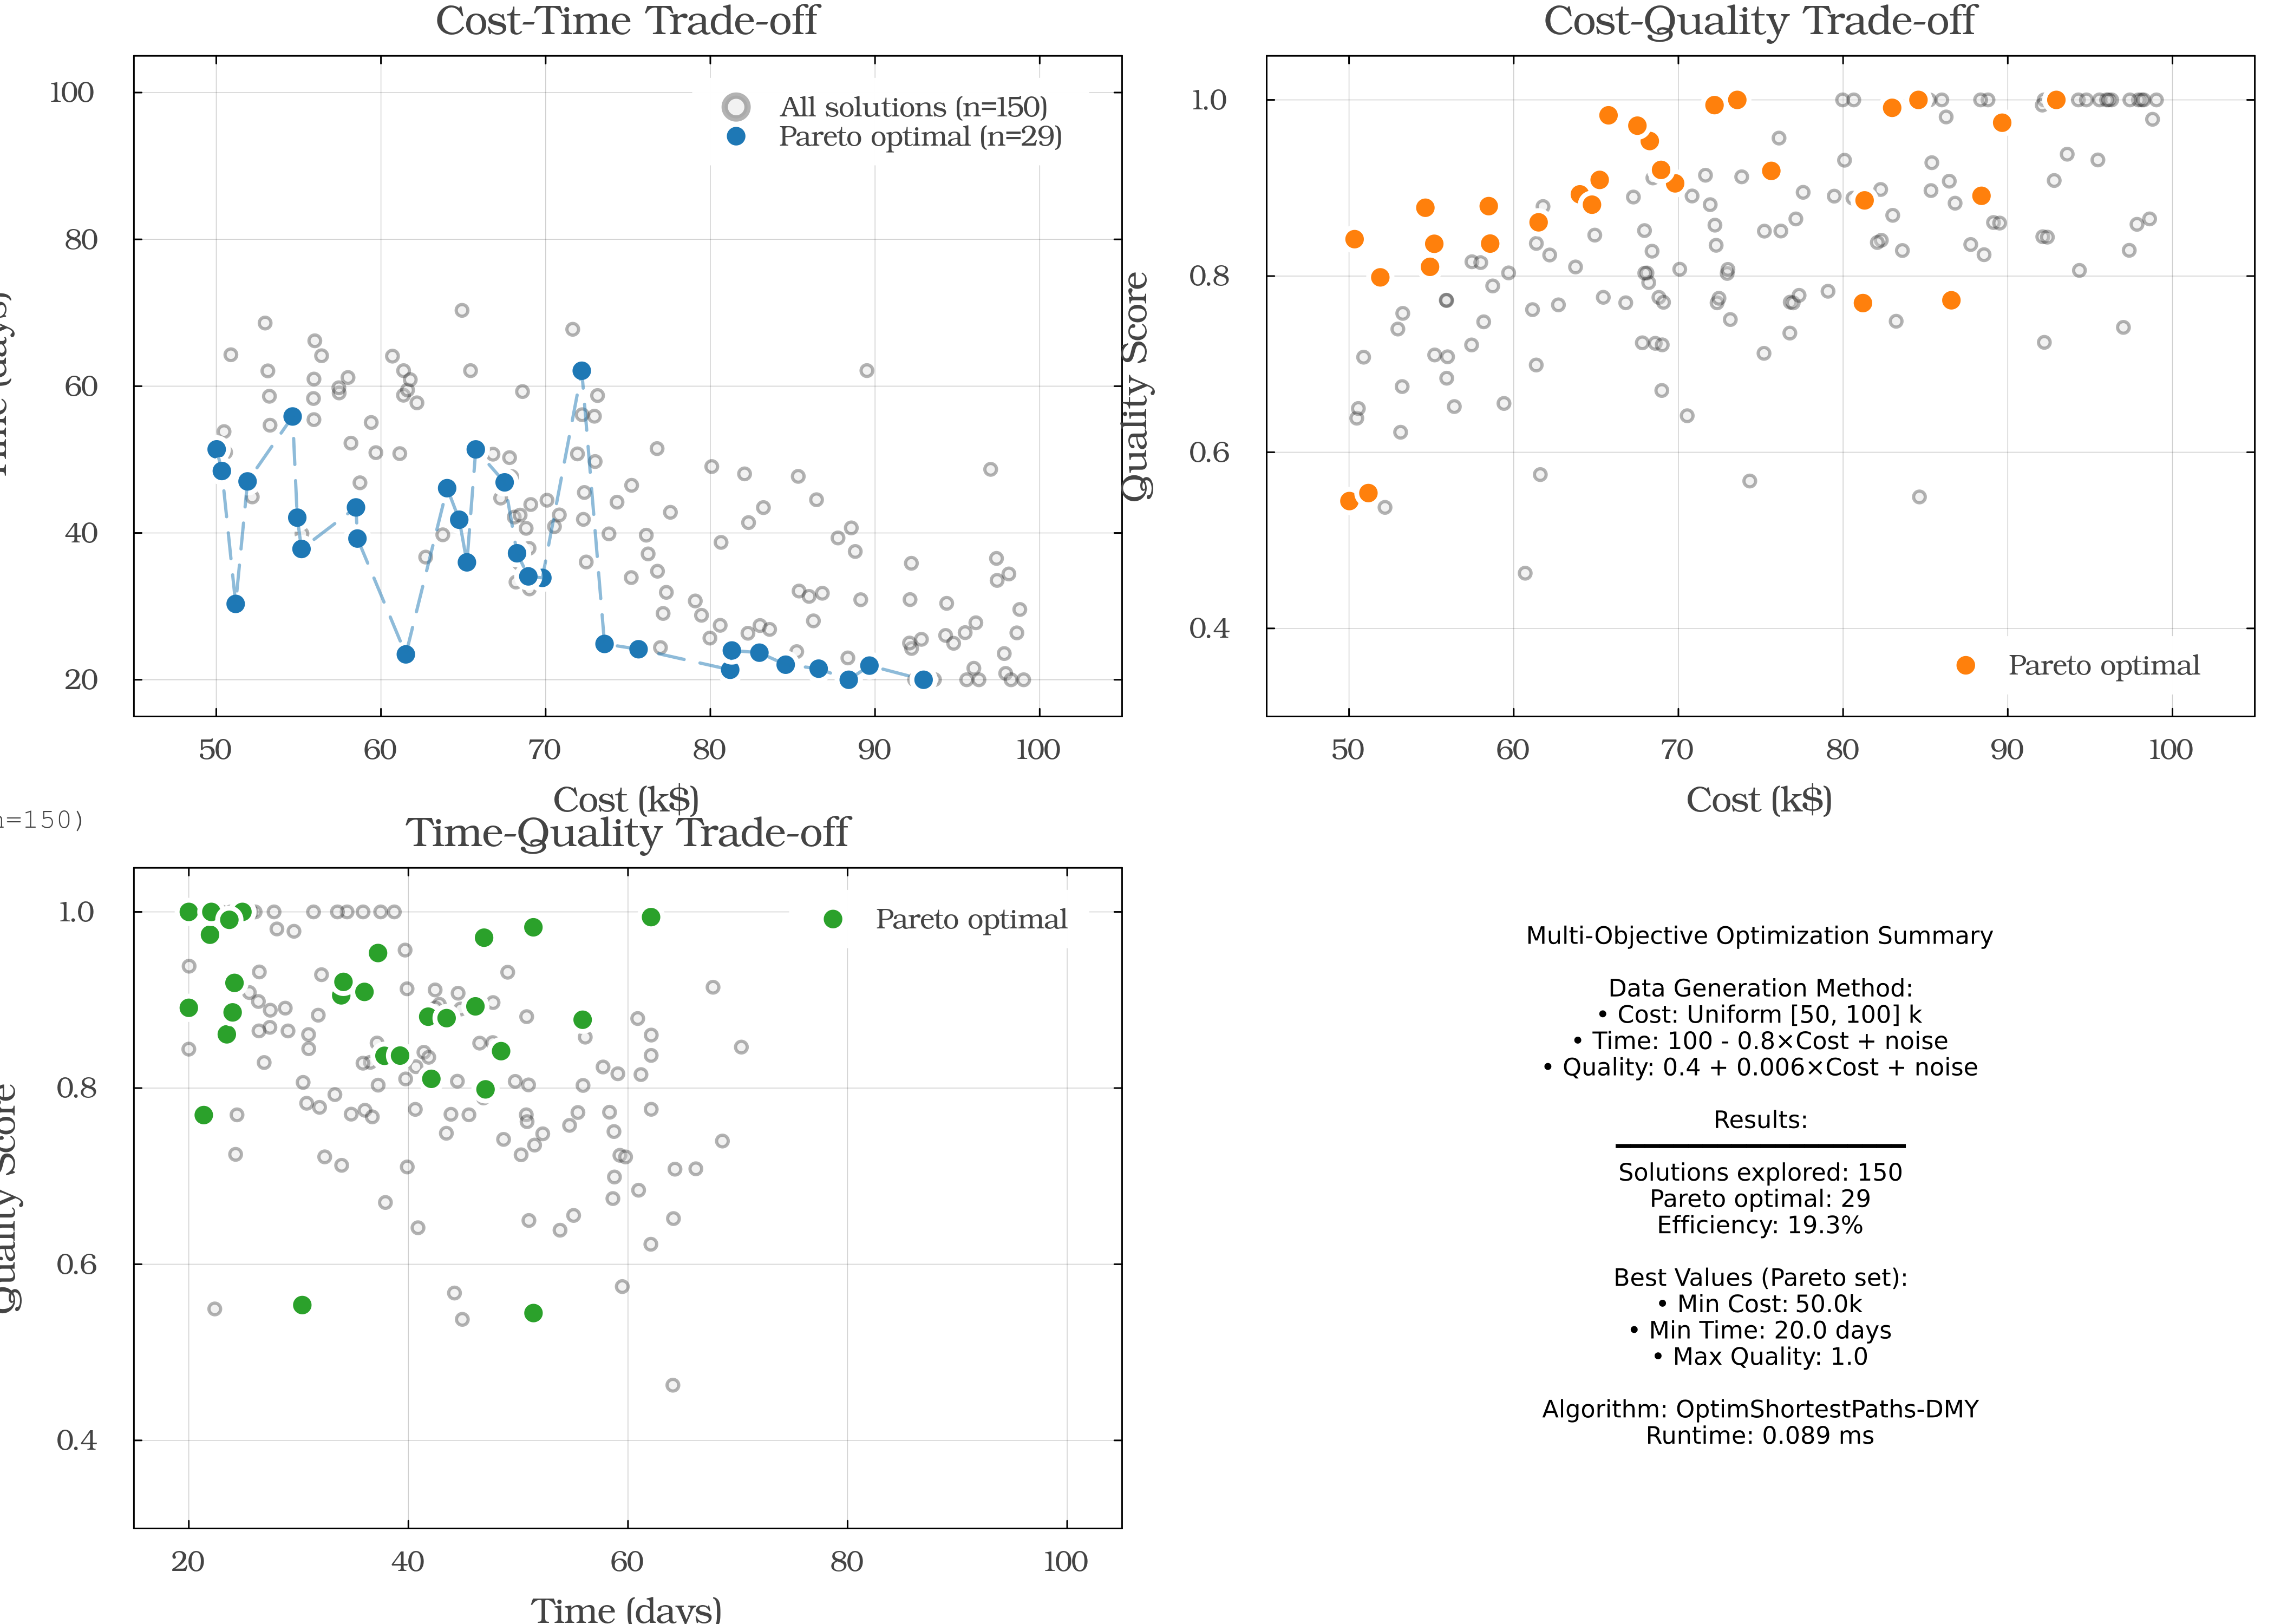 Cost-Time Trade-off
100
80
60
40
20
All solutions (n=150)
Pareto optimal (n=29)
50 60 70 80 90 100
Cost (k$)
Cost-Quality Trade-off
Quality Score
1.0
0.8
0.6
0.4
Pareto optimal
50 60 70 80 90 100
Cost (k$)
=150)
Time-Quality Trade-off
Quality Score
1.0
0.8
0.6
0.4
Pareto optimal
20 40 60 80 100
Time (days)
Multi-Objective Optimization Summary
Data Generation Method:
• Cost: Uniform [50, 100] k
• Time: 100 - 0.8×Cost + noise
• Quality: 0.4 + 0.006×Cost + noise
Results:
Solutions explored: 150
Pareto optimal: 29
Efficiency: 19.3%
Best Values (Pareto set):
• Min Cost: 50.0k
• Min Time: 20.0 days
• Max Quality: 1.0
Algorithm: OptimShortestPaths-DMY
Runtime: 0.089 ms